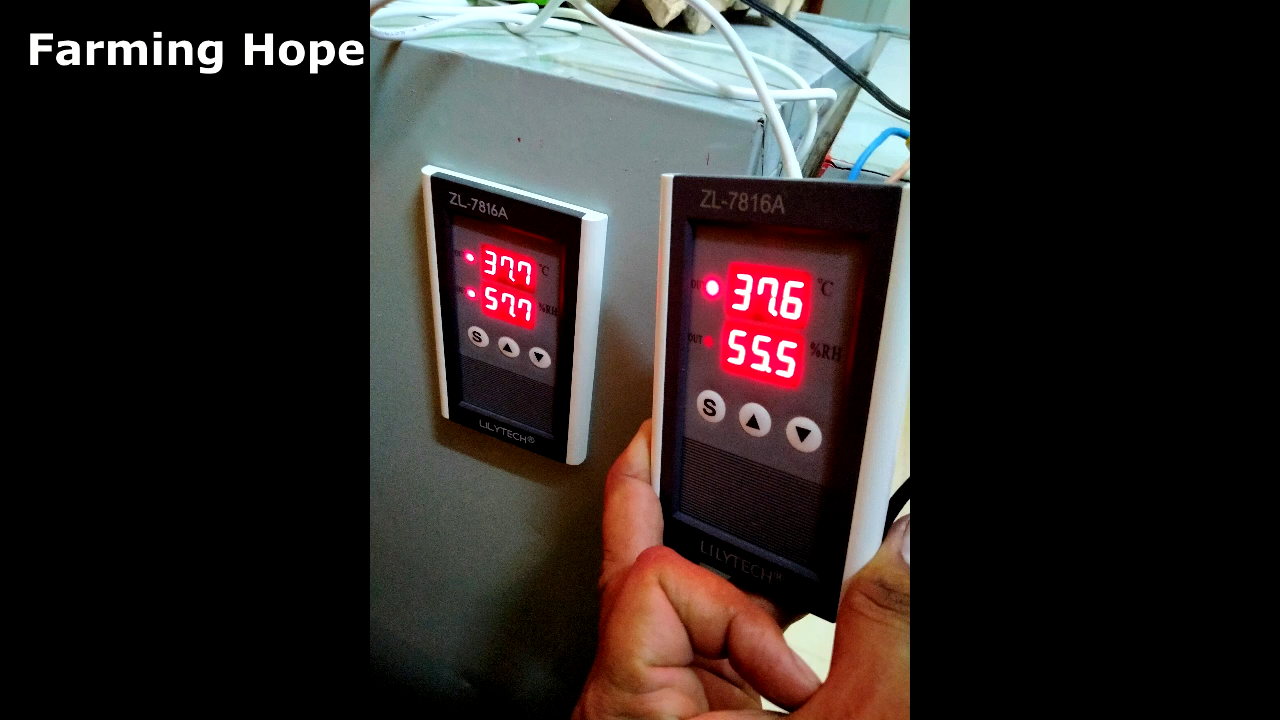 Farming Hope
ZL-7816A
37.7 °C
57.7 %RH
S
LILYTECH®
ZL-7816A
OUT 37.6 °C
OUT 55.5 %RH
S
LILYTECH™